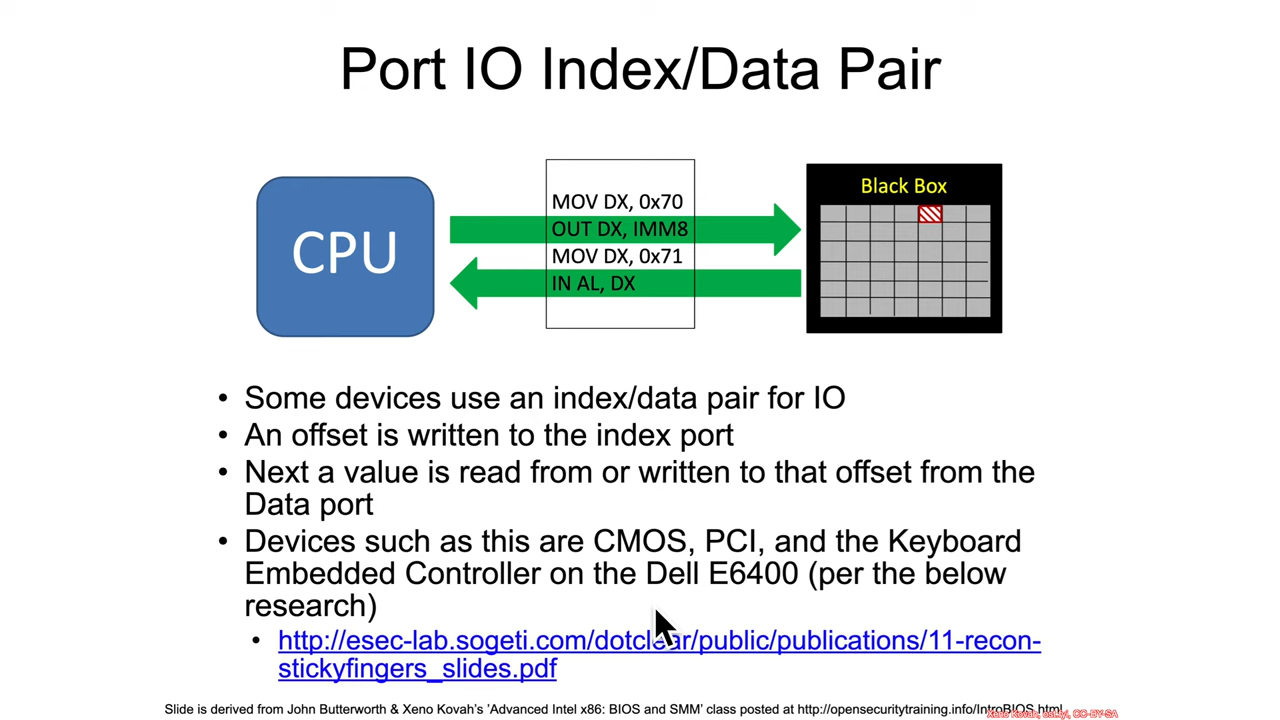 Port IO Index/Data Pair
CPU
MOV DX, 0x70
OUT DX, IMM8
MOV DX, 0x71
IN AL, DX
Black Box
• Some devices use an index/data pair for IO
• An offset is written to the index port
• Next a value is read from or written to that offset from the
Data port
• Devices such as this are CMOS, PCI, and the Keyboard
Embedded Controller on the Dell E6400 (per the below
research)
• http://esec-lab.sogeti.com/dotclear/public/publications/11-recon-
stickyfingers_slides.pdf
Slide is derived from John Butterworth & Xeno Kovah's 'Advanced Intel x86: BIOS and SMM' class posted at http://opensecuritytraining.info/IntroBIOS.html
Xeno Kovah, CC-BY-SA